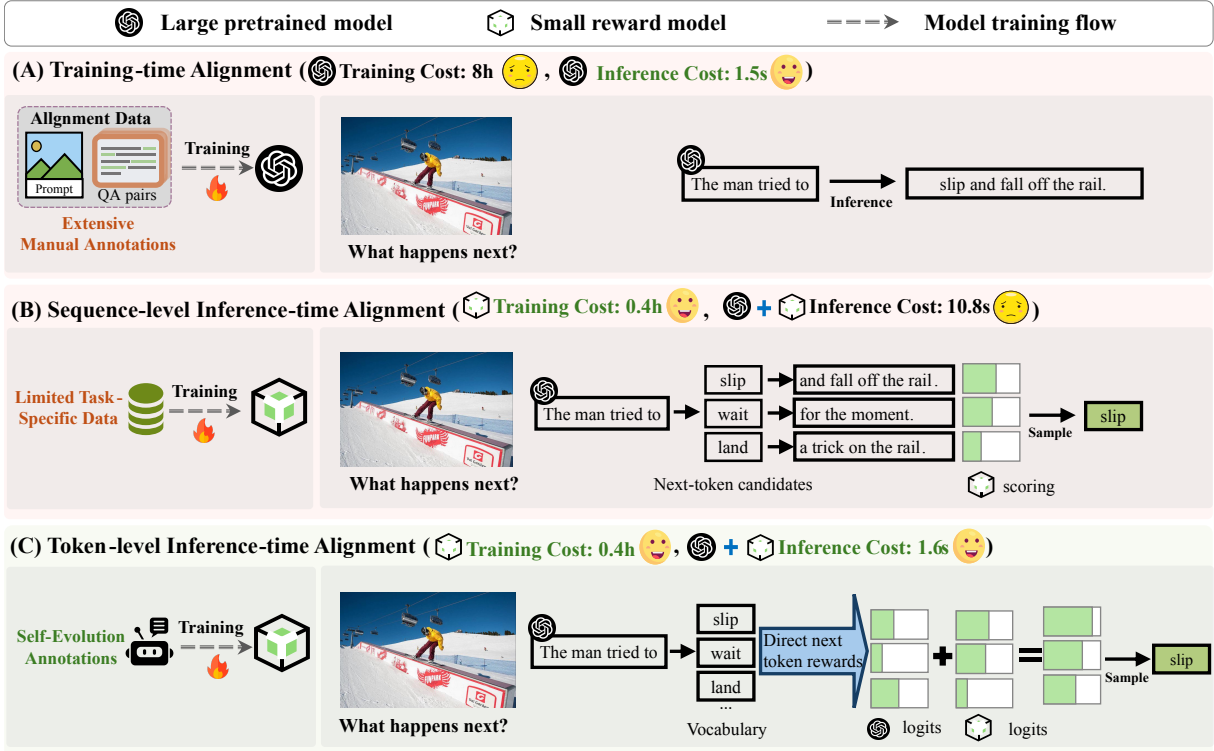 Large pretrained model
Small reward model
Model training flow
(A) Training-time Alignment ( Training Cost: 8h , Inference Cost: 1.5s )
Allgnment Data
Prompt
QA pairs
Training
Extensive
Manual Annotations
What happens next?
The man tried to
Inference
slip and fall off the rail.
(B) Sequence-level Inference-time Alignment ( Training Cost: 0.4h , + Inference Cost: 10.8s )
Limited Task-
Specific Data
Training
What happens next?
The man tried to
slip
and fall off the rail.
wait
for the moment.
land
a trick on the rail.
Next-token candidates
scoring
Sample
slip
(C) Token-level Inference-time Alignment ( Training Cost: 0.4h , + Inference Cost: 1.6s )
Self-Evolution
Annotations
Training
What happens next?
The man tried to
slip
wait
land
...
Vocabulary
Direct next
token rewards
+
=
logits
logits
Sample
slip